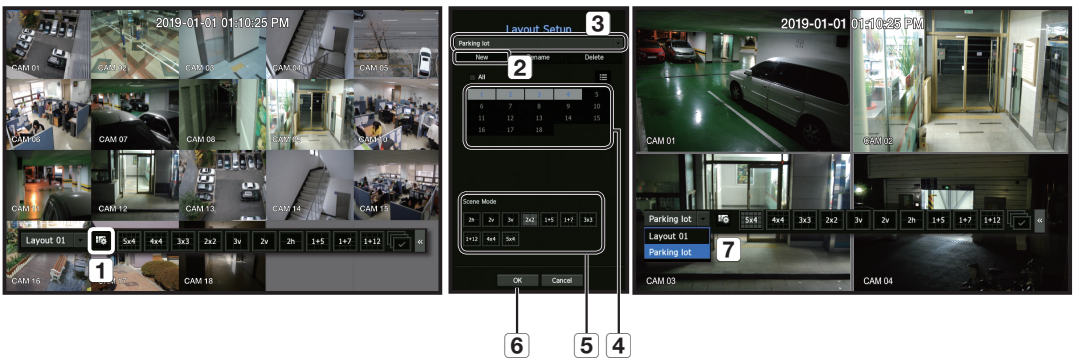 2019-01-01 01:10:25 PM
CAM 01
CAM 02
CAM 03
CAM 04
CAM 05
CAM 06
CAM 07
CAM 08
CAM 10
CAM 12
CAM 13
CAM 14
CAM 15
Layout 01
5x4
4x4
3x3
2x2
3v
2v
2h
1+5
1+7
1+12
«
1
CAM 16
CAM 18
Layout Setup
3
Parking lot
New
2
Delete
All
1 2 3 4 5
6 7 8 9 10
11 12 13 14 15
16 17 18
Scene Mode
2h 2v 3v 2x2 1+5 1+7 3x3
1+12 4x4 5x4
OK Cancel
6
5
4
2019-01-01 01:10:25 PM
CAM 01
CAM 02
Parking lot
5x4
4x4
3x3
2x2
3v
2v
2h
1+5
1+7
1+12
«
Layout 01
Parking lot
7
CAM 03
CAM 04